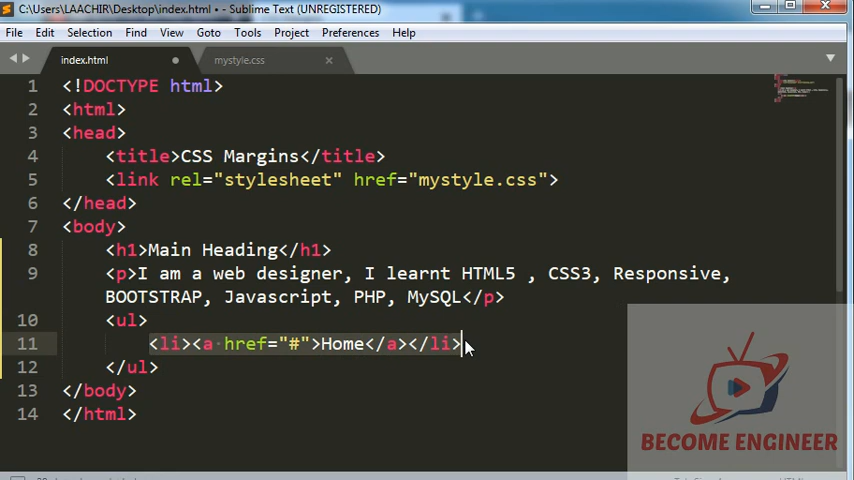 C:\Users\LAACHIR\Desktop\index.html • - Sublime Text (UNREGISTERED)
File Edit Selection Find View Goto Tools Project Preferences Help
index.html mystyle.css
1 <!DOCTYPE html>
2 <html>
3 <head>
4 <title>CSS Margins</title>
5 <link rel="stylesheet" href="mystyle.css">
6 </head>
7 <body>
8 <h1>Main Heading</h1>
9 <p>I am a web designer, I learnt HTML5 , CSS3, Responsive,
BOOTSTRAP, Javascript, PHP, MySQL</p>
10 <ul>
11 <li><a href="#">Home</a></li>
12 </ul>
13 </body>
14 </html>
BECOME ENGINEER